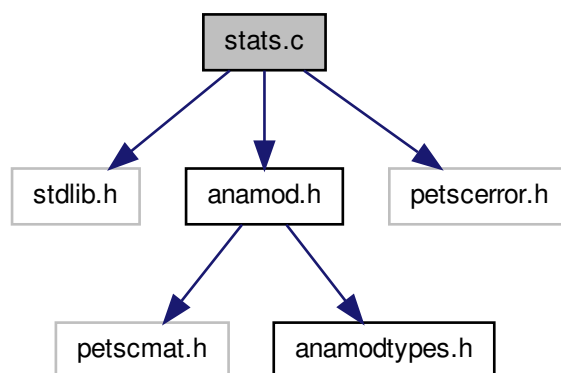 stats.c
stdlib.h
anamod.h
petscerror.h
petscmat.h
anamodtypes.h